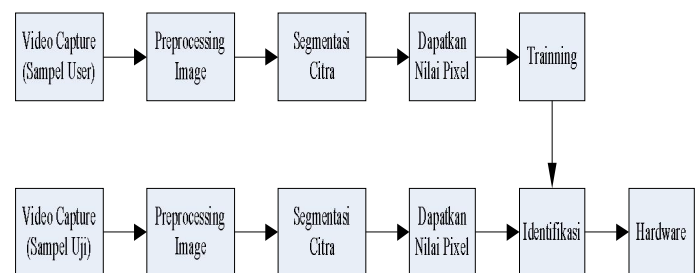 Video Capture
(Sampel User)
Preprocessing
Image
Segmentasi
Citra
Dapatkan
Nilai Pixel
Trainning
Video Capture
(Sampel Uji)
Preprocessing
Image
Segmentasi
Citra
Dapatkan
Nilai Pixel
Identifikasi
Hardware